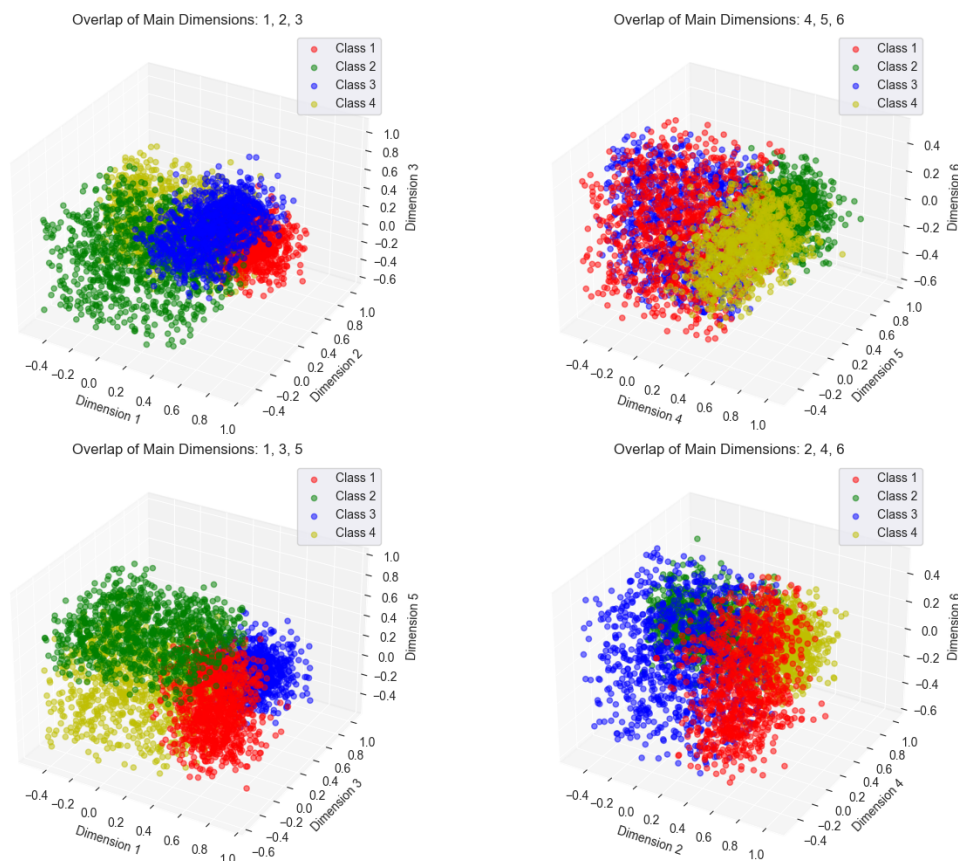 Overlap of Main Dimensions: 1, 2, 3
Class 1
Class 2
Class 3
Class 4
1.0
0.8
0.6
0.4
0.2
0.0
−0.2
−0.4
−0.6
Dimension 3
1.0
0.8
0.6
0.4
0.2
0.0
−0.2
−0.4
Dimension 2
−0.4
−0.2
0.0
0.2
0.4
0.6
0.8
1.0
Dimension 1
Overlap of Main Dimensions: 4, 5, 6
Class 1
Class 2
Class 3
Class 4
0.4
0.2
0.0
−0.2
−0.4
−0.6
Dimension 6
1.0
0.8
0.6
0.4
0.2
0.0
−0.2
−0.4
Dimension 5
−0.4
−0.2
0.0
0.2
0.4
0.6
0.8
1.0
Dimension 4
Overlap of Main Dimensions: 1, 3, 5
Class 1
Class 2
Class 3
Class 4
1.0
0.8
0.6
0.4
0.2
0.0
−0.2
−0.4
Dimension 5
1.0
0.8
0.6
0.4
0.2
0.0
−0.2
−0.4
−0.6
Dimension 3
−0.4
−0.2
0.0
0.2
0.4
0.6
0.8
1.0
Dimension 1
Overlap of Main Dimensions: 2, 4, 6
Class 1
Class 2
Class 3
Class 4
0.4
0.2
0.0
−0.2
−0.4
−0.6
Dimension 6
1.0
0.8
0.6
0.4
0.2
0.0
−0.2
−0.4
Dimension 4
−0.4
−0.2
0.0
0.2
0.4
0.6
0.8
1.0
Dimension 2